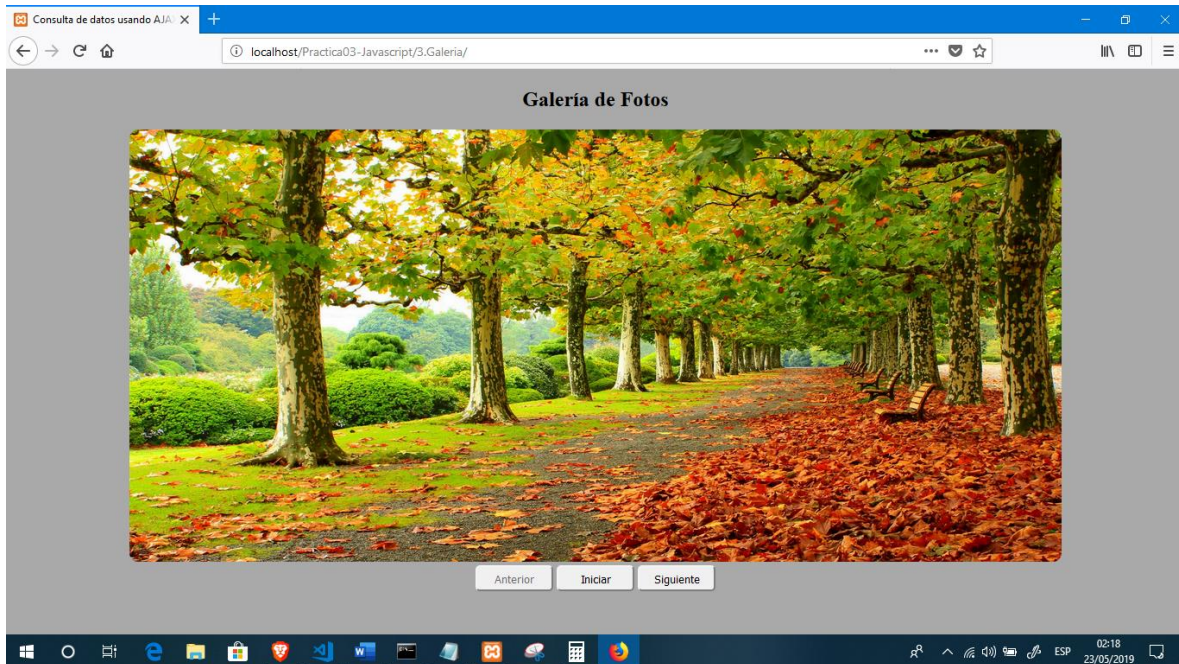 Consulta de datos usando AJA
localhost/Practica03-Javascript/3.Galeria/
Galería de Fotos
Anterior Iniciar Siguiente
ESP
02:18
23/05/2019